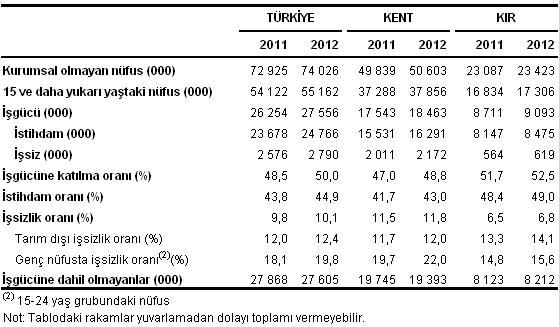 TÜRKİYE KENT KIR
2011 2012 2011 2012 2011 2012
Kurumsal olmayan nüfus (000) 72 925 74 026 49 839 50 603 23 087 23 423
15 ve daha yukarı yaştaki nüfus (000) 54 122 55 162 37 288 37 856 16 834 17 306
İşgücü (000) 26 254 27 556 17 543 18 463 8 711 9 093
İstihdam (000) 23 678 24 766 15 531 16 291 8 147 8 475
İşsiz (000) 2 576 2 790 2 011 2 172 564 619
İşgücüne katılma oranı (%) 48,5 50,0 47,0 48,8 51,7 52,5
İstihdam oranı (%) 43,8 44,9 41,7 43,0 48,4 49,0
İşsizlik oranı (%) 9,8 10,1 11,5 11,8 6,5 6,8
Tarım dışı işsizlik oranı (%) 12,0 12,4 11,7 12,0 13,3 14,1
Genç nüfusta işsizlik oranı(2)(%) 18,1 19,8 19,7 22,0 14,8 15,6
İşgücüne dahil olmayanlar (000) 27 868 27 605 19 745 19 393 8 123 8 212
(2) 15-24 yaş grubundaki nüfus
Not: Tablodaki rakamlar yuvarlamadan dolayı toplamı vermeyebilir.